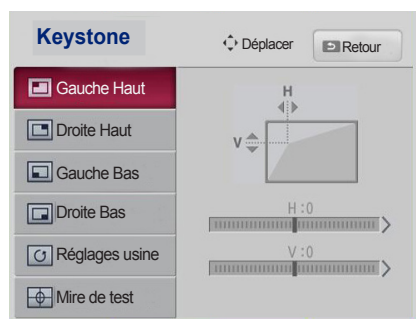 Keystone
Déplacer
Retour
Gauche Haut
Droite Haut
Gauche Bas
Droite Bas
Réglages usine
Mire de test
H
V
H :0
V :0